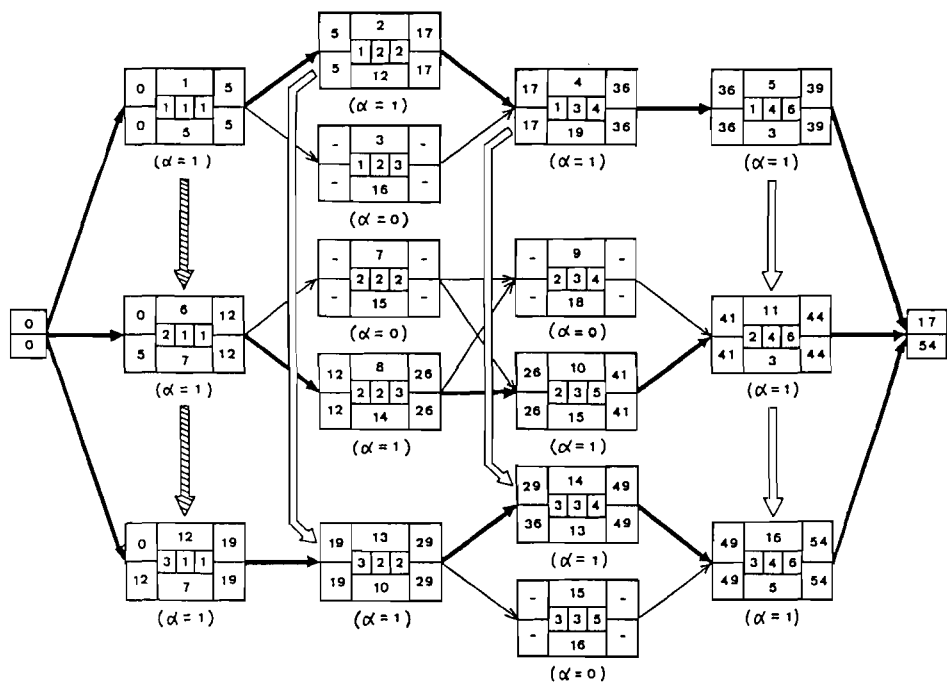 5 2 17
1 2 2
5 12 17
(α=1)
0 1 5
1 1 1
0 5 5
(α=1)
17 4 36
1 3 4
17 19 36
(α=1)
36 5 39
1 4 6
36 3 39
(α=1)
- 3 -
1 2 3
- 16 -
(α=0)
- 7 -
2 2 2
- 15 -
(α=0)
- 9 -
2 3 4
- 18 -
(α=0)
0
0
0 6 12
2 1 1
5 7 12
(α=1)
41 11 44
2 4 6
41 3 44
(α=1)
17
54
12 8 26
2 2 3
12 14 26
(α=1)
26 10 41
2 3 5
26 15 41
(α=1)
29 14 49
3 3 4
36 13 49
(α=1)
0 12 19
3 1 1
12 7 19
(α=1)
19 13 29
3 2 2
19 10 29
(α=1)
49 16 54
3 4 6
49 5 54
(α=1)
- 15 -
3 3 5
- 16 -
(α=0)